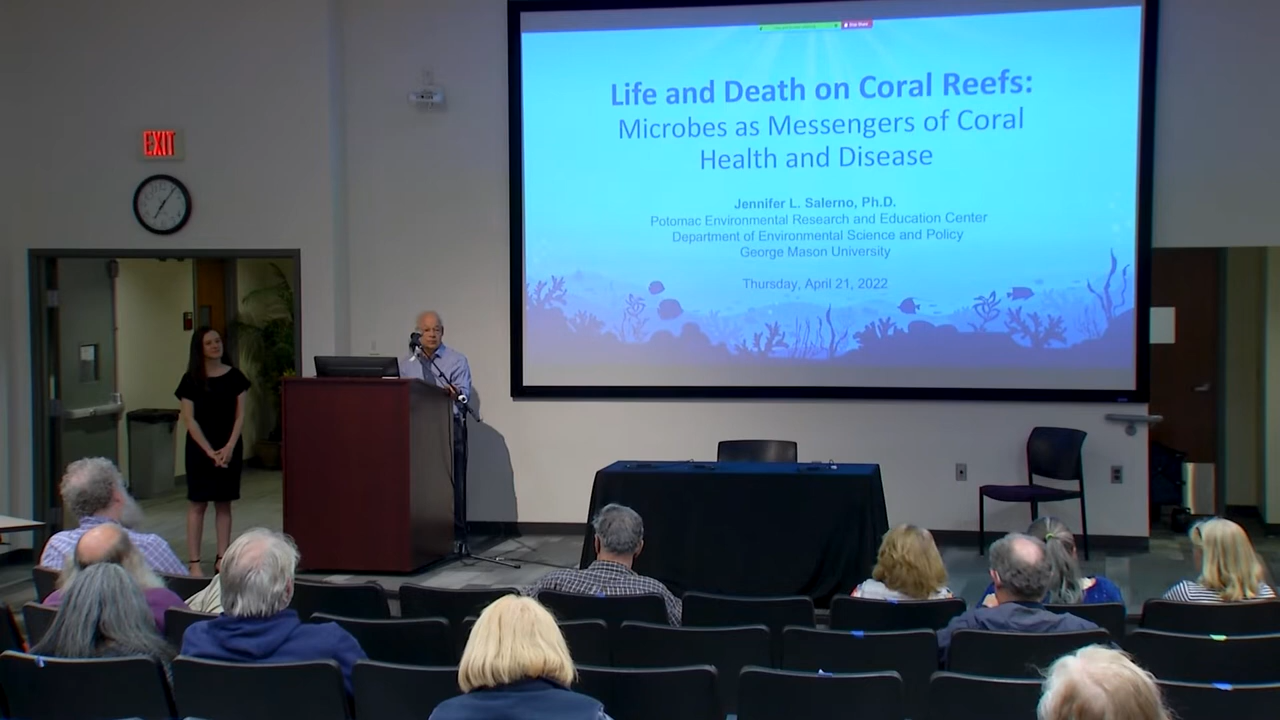 Life and Death on Coral Reefs:
Microbes as Messengers of Coral
Health and Disease
Jennifer L. Salerno, Ph.D.
Potomac Environmental Research and Education Center
Department of Environmental Science and Policy
George Mason University
Thursday, April 21, 2022
EXIT